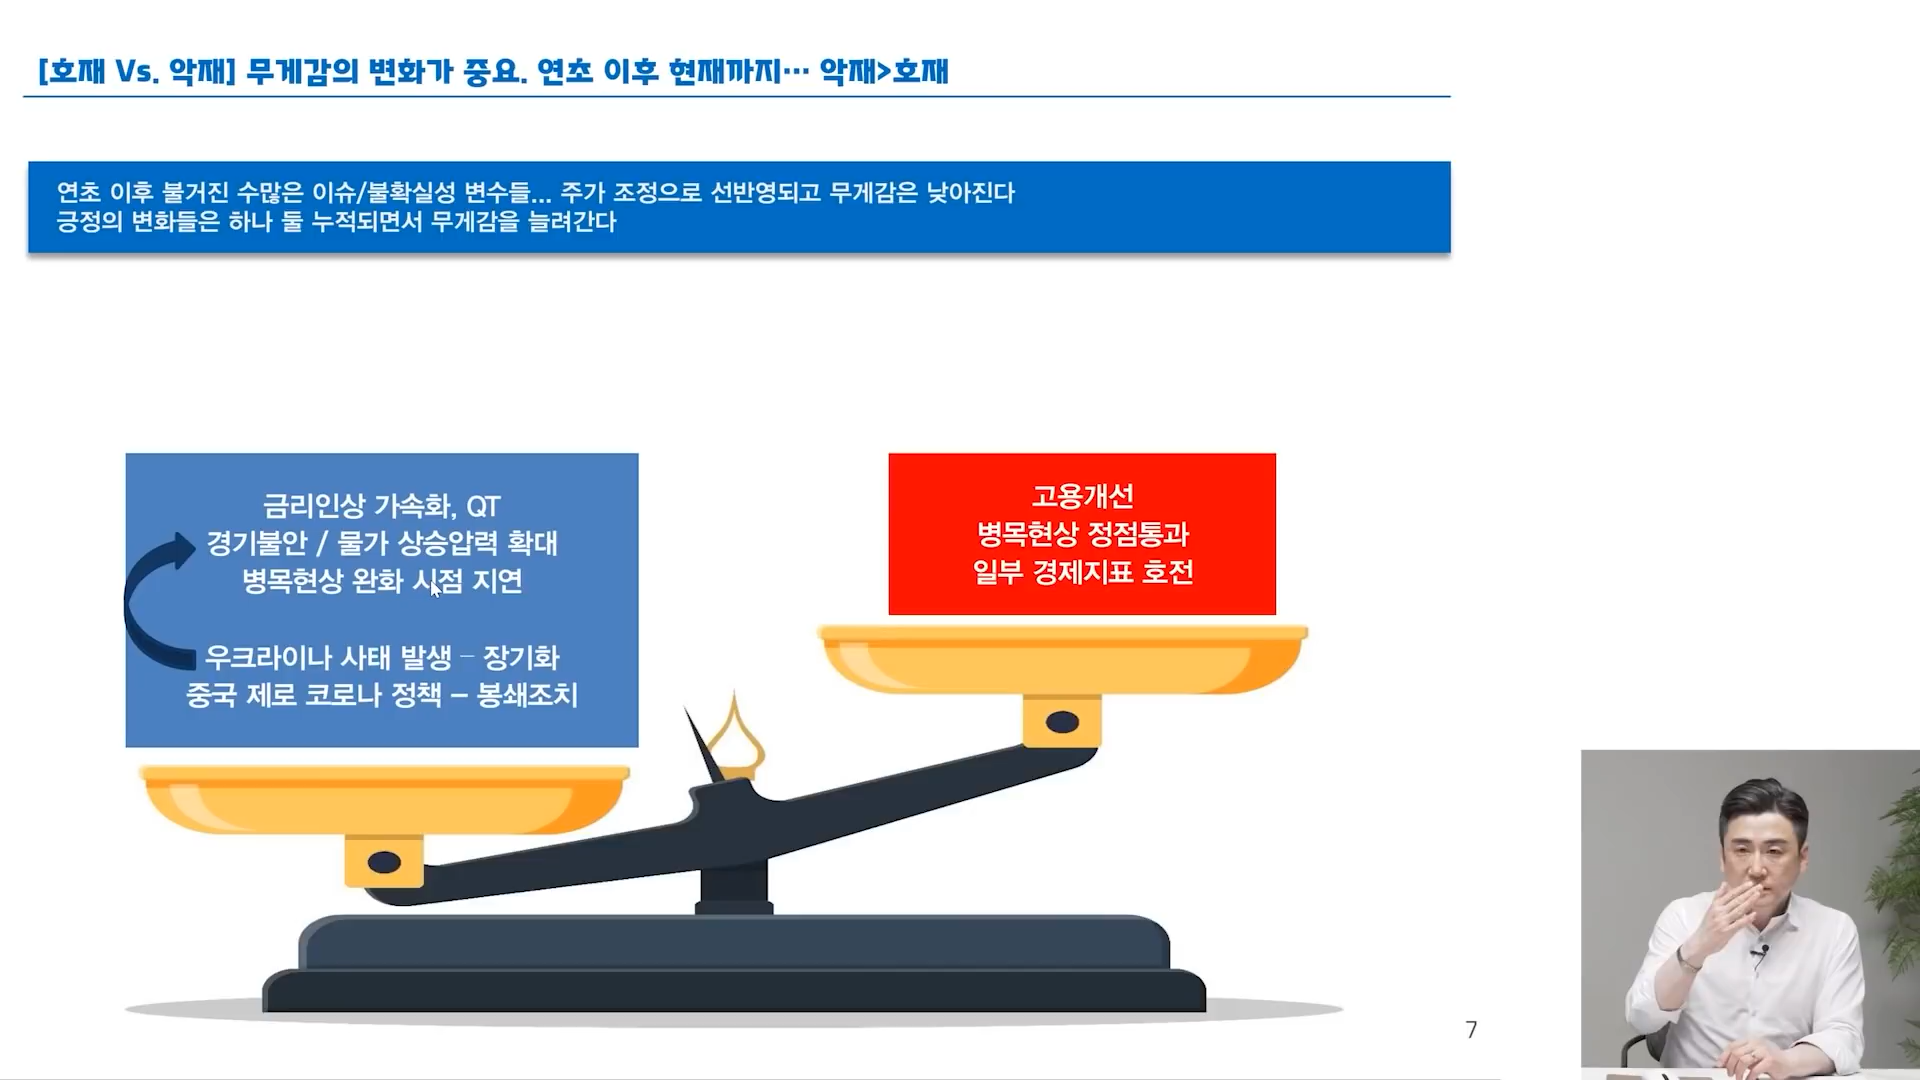 [호재 Vs. 악재] 무게감의 변화가 중요. 연초 이후 현재까지… 악재>호재
연초 이후 불거진 수많은 이슈/불확실성 변수들... 주가 조정으로 선반영되고 무게감은 낮아진다
긍정의 변화들은 하나 둘 누적되면서 무게감을 늘려간다
금리인상 가속화, QT
경기불안 / 물가 상승압력 확대
병목현상 완화 시점 지연
우크라이나 사태 발생 – 장기화
중국 제로 코로나 정책 – 봉쇄조치
고용개선
병목현상 정점통과
일부 경제지표 호전
7